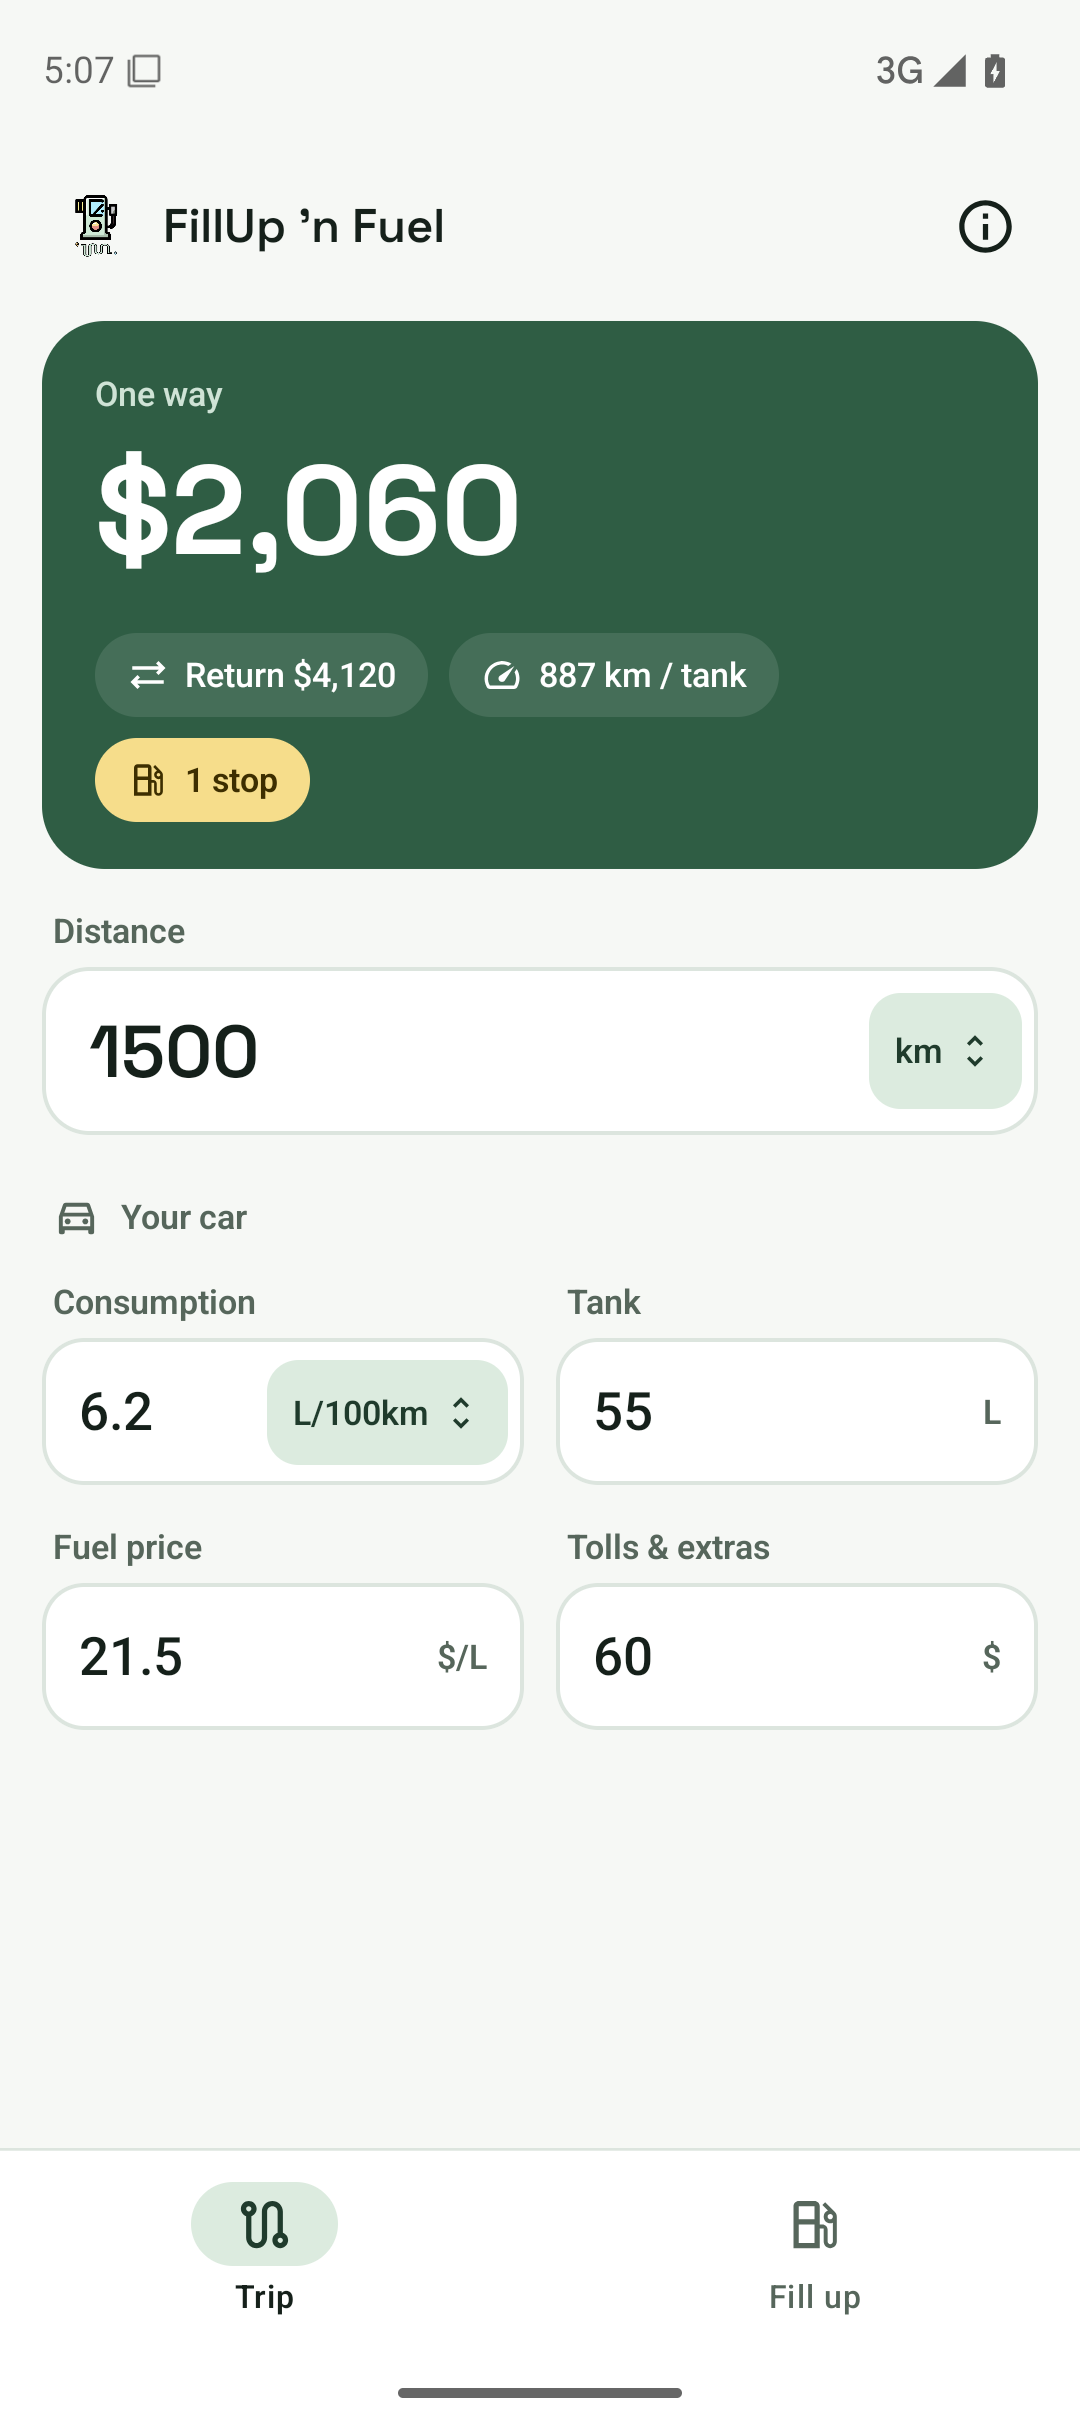 5:07
3G
FillUp ’n Fuel
One way
$2,060
Return $4,120
887 km / tank
1 stop
Distance
1500
km
Your car
Consumption
Tank
6.2
L/100km
55
L
Fuel price
Tolls & extras
21.5
$/L
60
$
Trip
Fill up